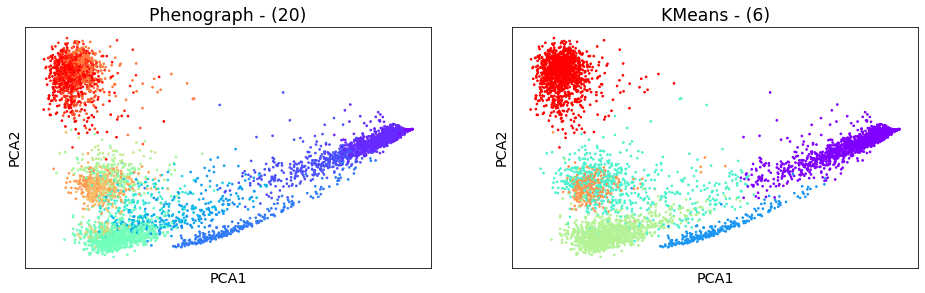 Phenograph - (20)
KMeans - (6)
PCA2
PCA2
PCA1
PCA1